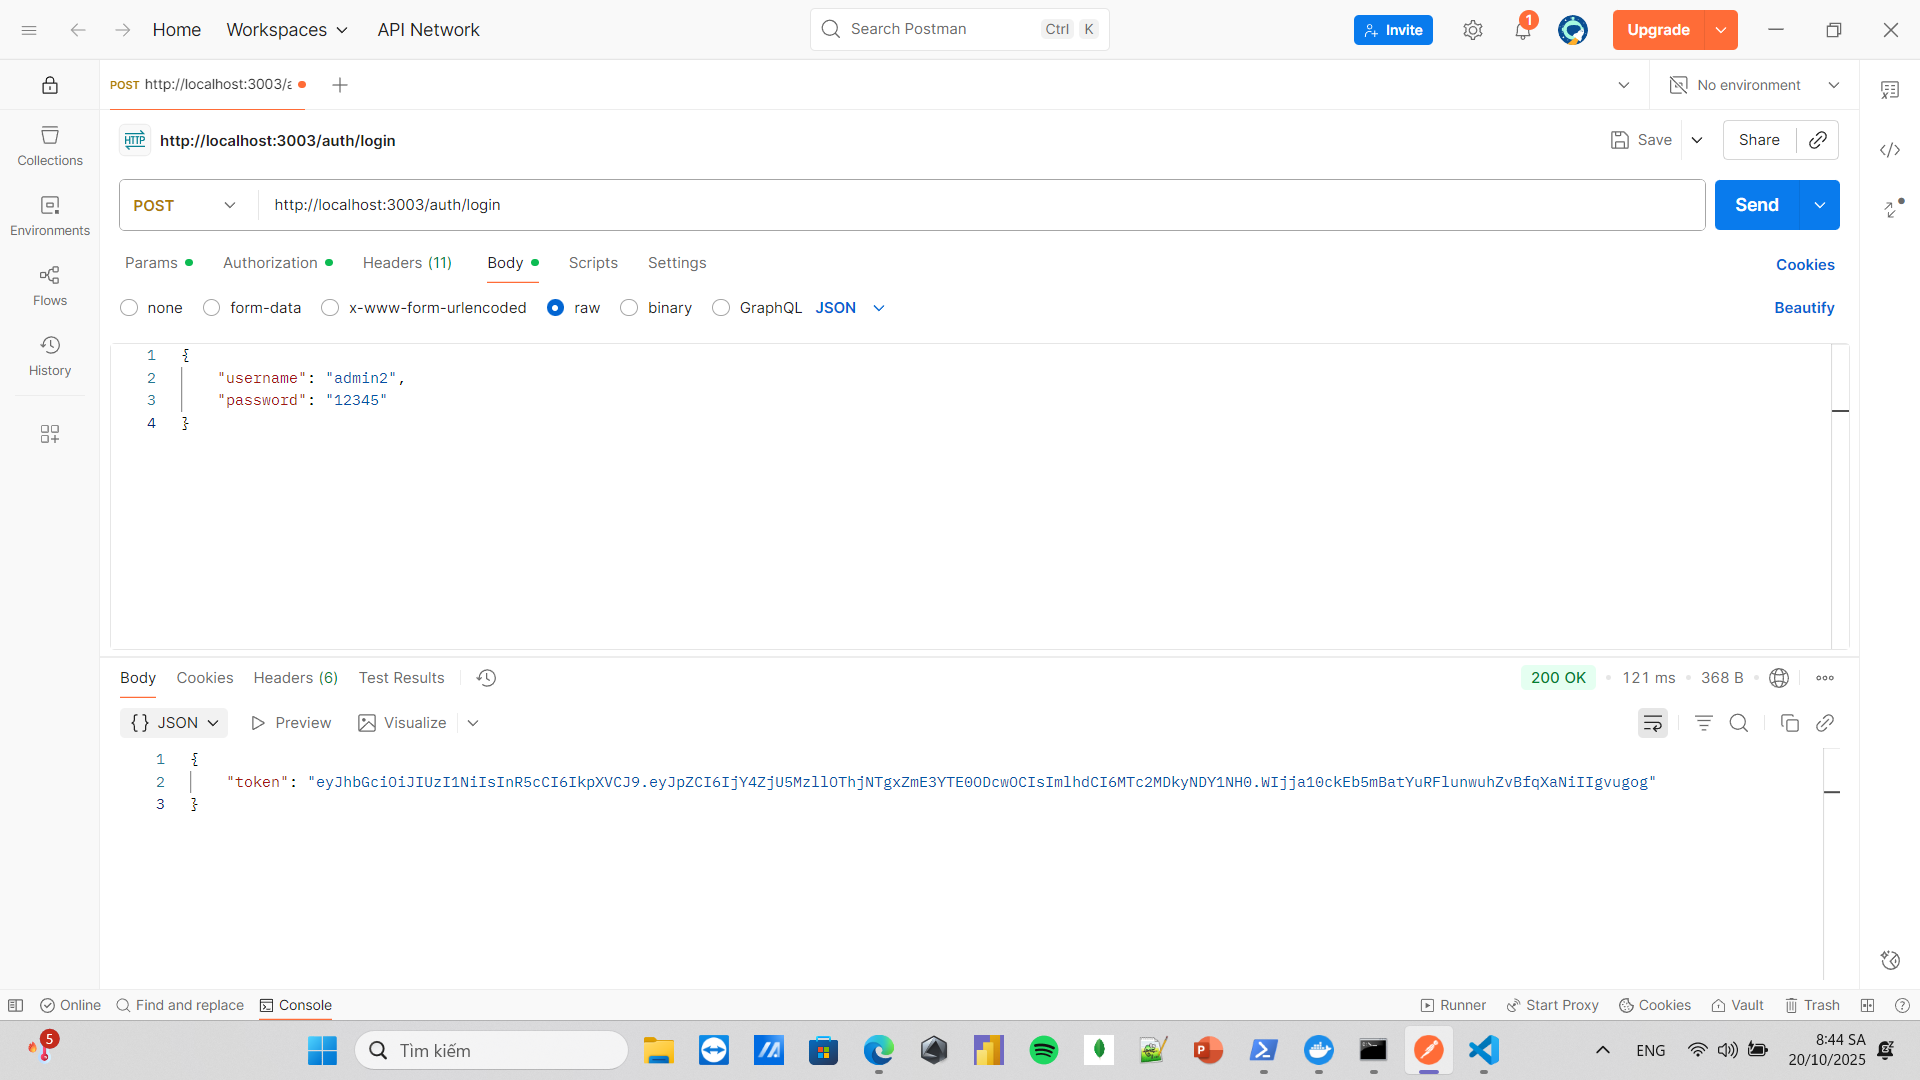 Home
Workspaces
API Network
Search Postman
Ctrl K
Invite
1
Upgrade
POST http://localhost:3003/a
No environment
Collections
Environments
Flows
History
HTTP http://localhost:3003/auth/login
Save
Share
POST
http://localhost:3003/auth/login
Send
Params
Authorization
Headers (11)
Body
Scripts
Settings
Cookies
none
form-data
x-www-form-urlencoded
raw
binary
GraphQL
JSON
Beautify
1 {
2 "username": "admin2",
3 "password": "12345"
4 }
Body
Cookies
Headers (6)
Test Results
200 OK
121 ms
368 B
{} JSON
Preview
Visualize
1 {
2 "token": "eyJhbGciOiJIUzI1NiIsInR5cCI6IkpXVCJ9.eyJpZCI6IjY4ZjU5MzllOThjNTgxZmE3YTE0ODcwOCIsImlhdCI6MTc2MDkyNDY1NH0.WIjja10ckEb5mBatYuRFlunwuhZvBfqXaNiIIgvugog"
3 }
Online
Find and replace
Console
Runner
Start Proxy
Cookies
Vault
Trash
5
Tìm kiếm
ENG
8:44 SA
20/10/2025